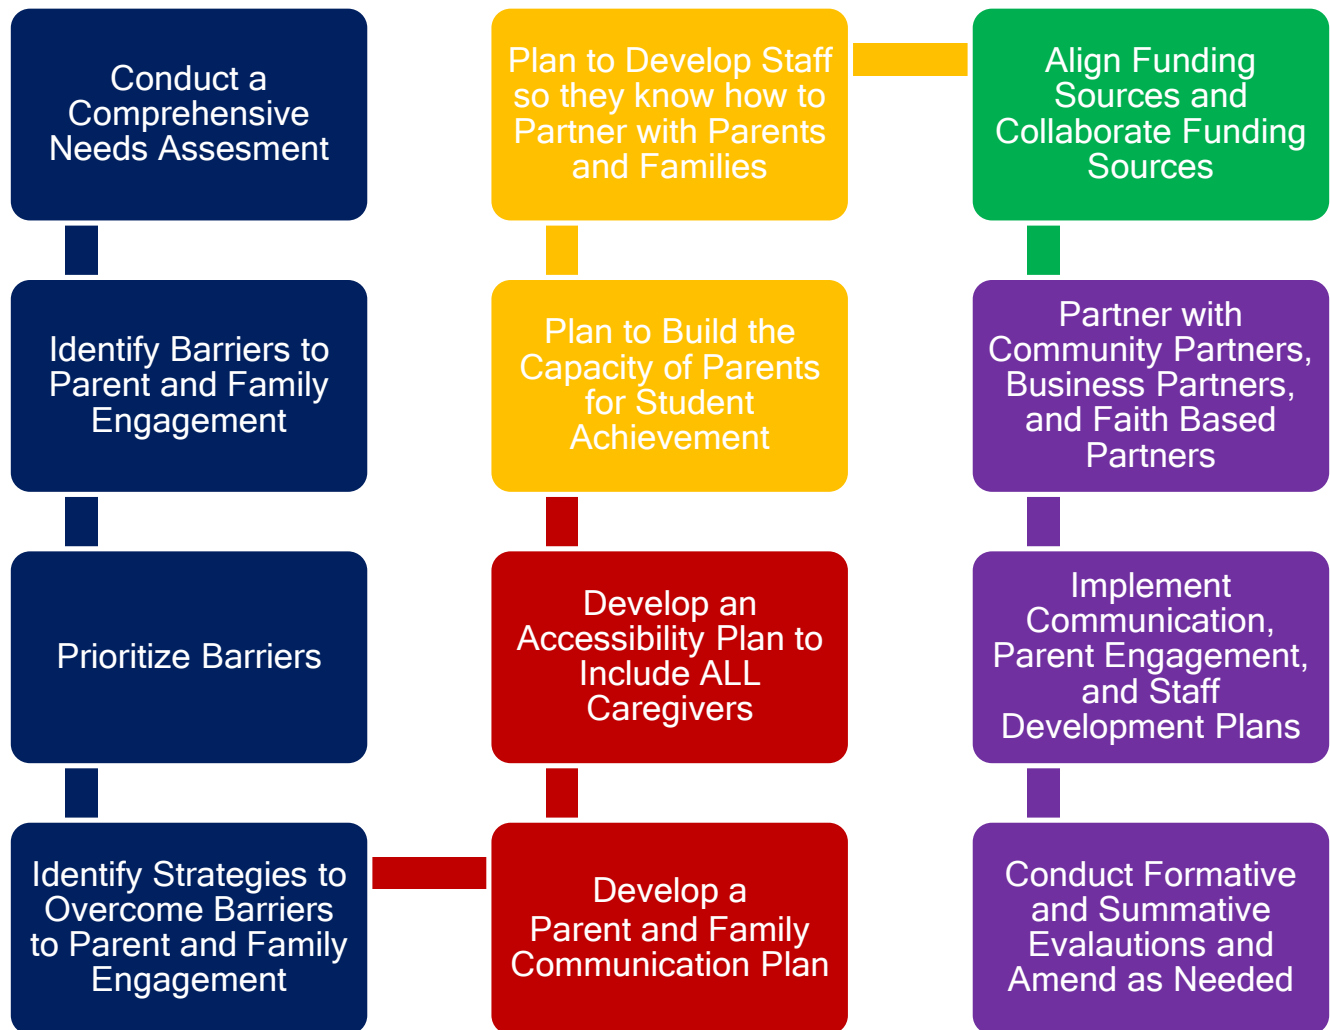 Conduct a
Comprehensive
Needs Assesment
Identify Barriers to
Parent and Family
Engagement
Prioritize Barriers
Identify Strategies to
Overcome Barriers
to Parent and Family
Engagement
Develop a
Parent and Family
Communication Plan
Develop an
Accessibility Plan to
Include ALL
Caregivers
Plan to Build the
Capacity of Parents
for Student
Achievement
Plan to Develop Staff
so they know how to
Partner with Parents
and Families
Align Funding
Sources and
Collaborate Funding
Sources
Partner with
Community Partners,
Business Partners,
and Faith Based
Partners
Implement
Communication,
Parent Engagement,
and Staff
Development Plans
Conduct Formative
and Summative
Evalautions and
Amend as Needed